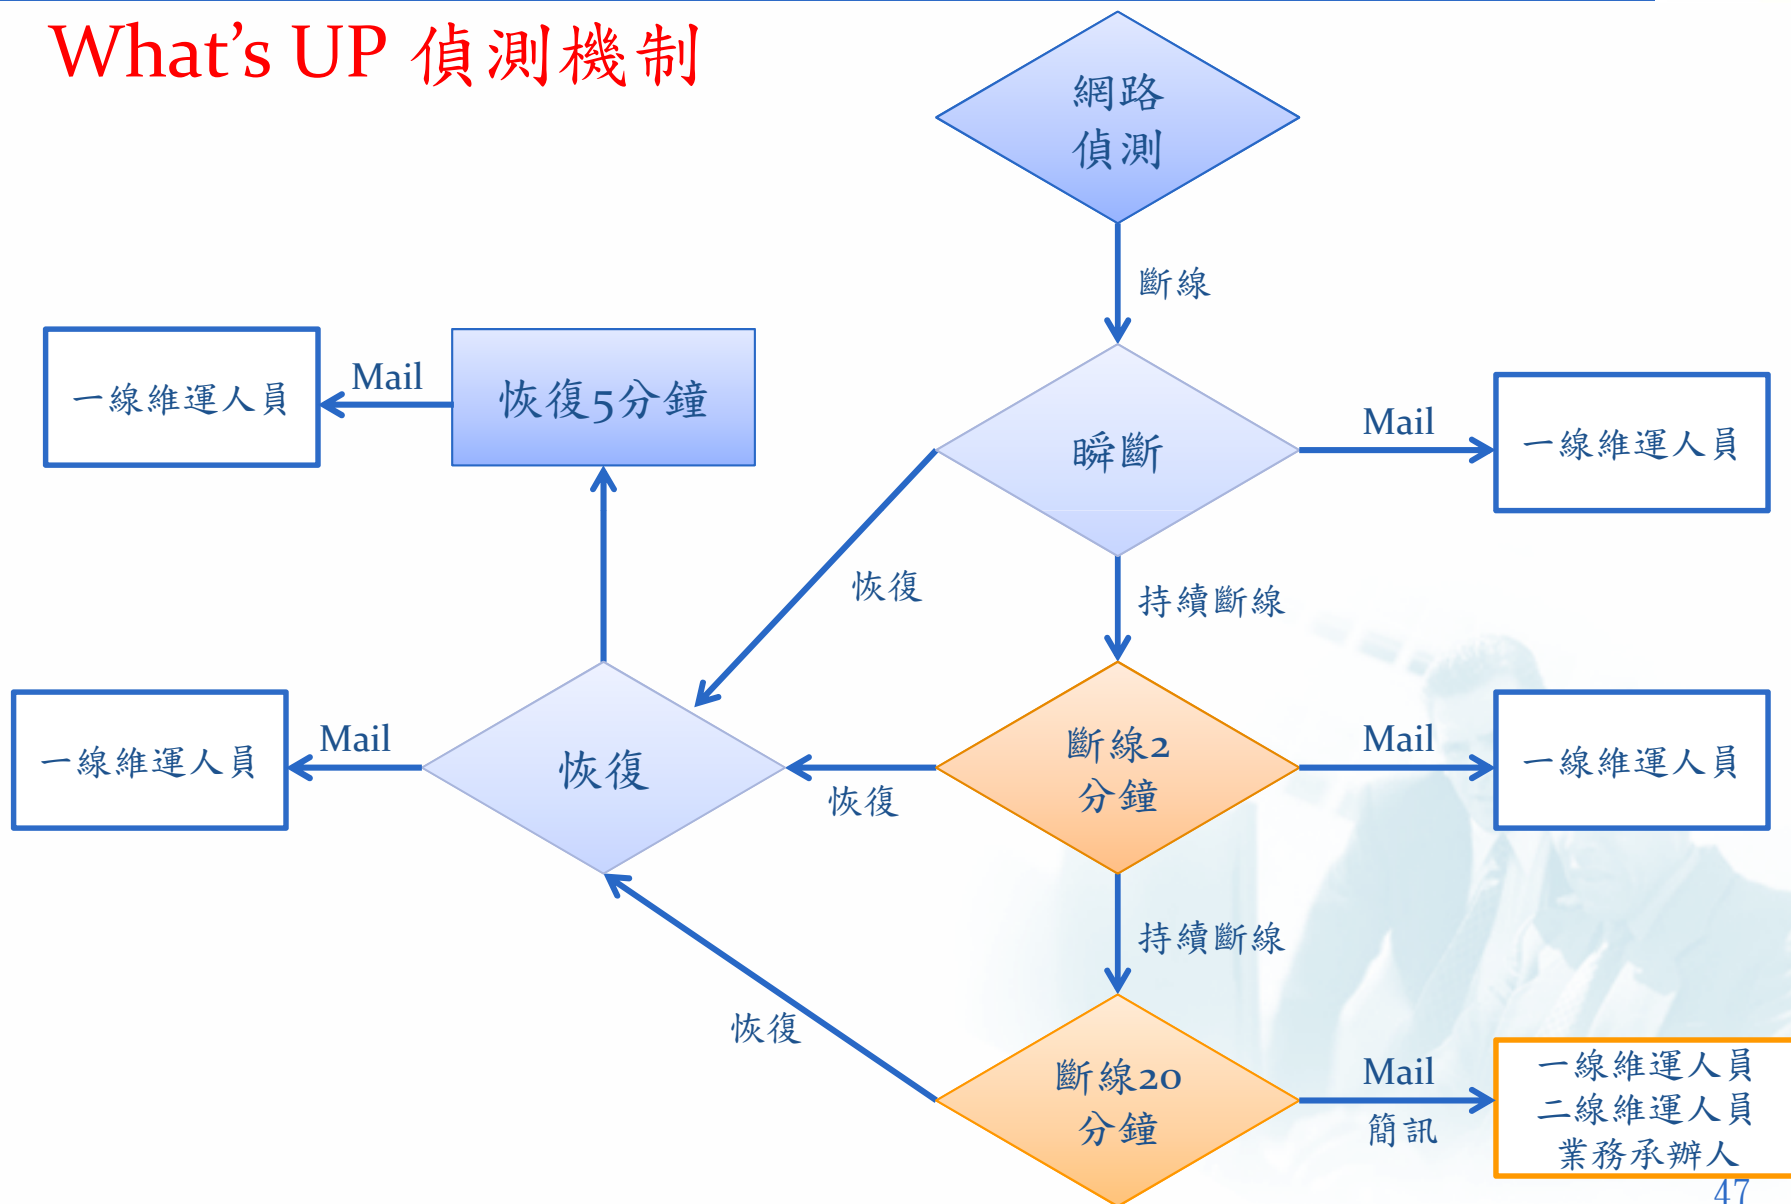 What's UP 偵測機制
網路
偵測
斷線
一線維運人員
Mail
恢復5分鐘
瞬斷
Mail
一線維運人員
恢復
持續斷線
一線維運人員
Mail
恢復
恢復
斷線2
分鐘
Mail
一線維運人員
持續斷線
恢復
斷線20
分鐘
Mail
簡訊
一線維運人員
二線維運人員
業務承辦人
47